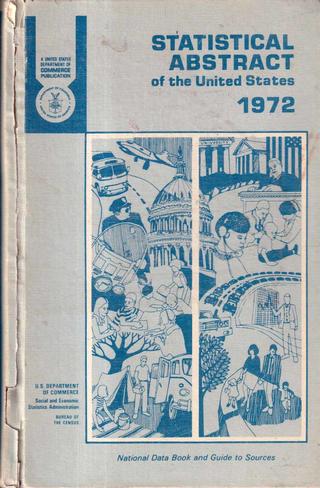 A UNITED STATES
DEPARTMENT OF
COMMERCE
PUBLICATION
STATISTICAL
ABSTRACT
of the United States
1972
U.S. DEPARTMENT
OF COMMERCE
Social and Economic
Statistics Administration
BUREAU OF
THE CENSUS
National Data Book and Guide to Sources